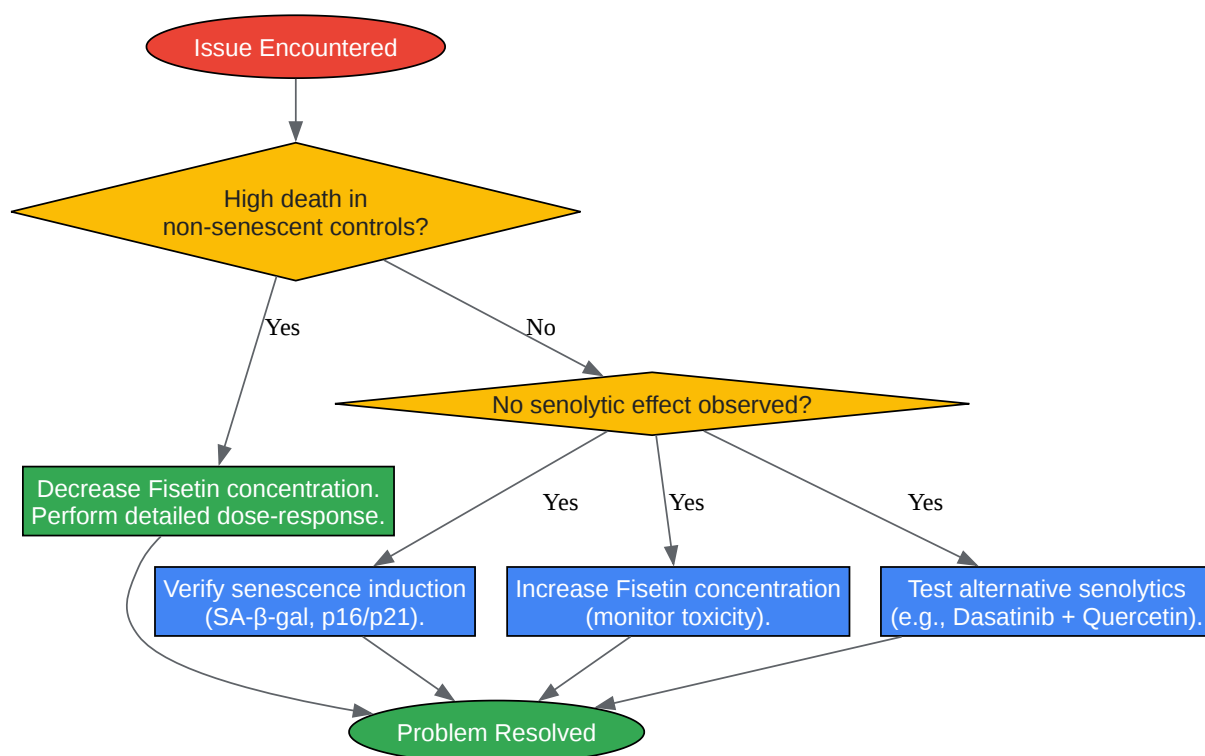 Issue Encountered
High death in
non-senescent controls?
Yes
No
No senolytic effect observed?
Decrease Fisetin concentration.
Perform detailed dose-response.
Yes
Yes
Yes
Verify senescence induction
(SA-β-gal, p16/p21).
Increase Fisetin concentration
(monitor toxicity).
Test alternative senolytics
(e.g., Dasatinib + Quercetin).
Problem Resolved